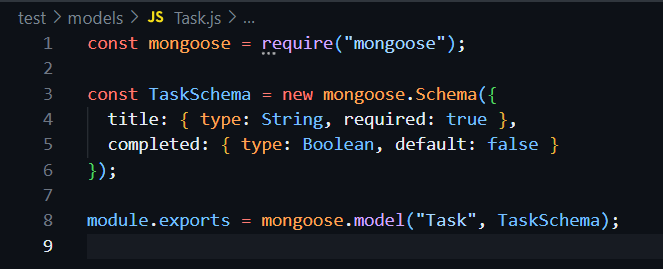 test > models > JS Task.js > ...
1 const mongoose = require("mongoose");
2
3 const TaskSchema = new mongoose.Schema({
4   title: { type: String, required: true },
5   completed: { type: Boolean, default: false }
6 });
7
8 module.exports = mongoose.model("Task", TaskSchema);
9